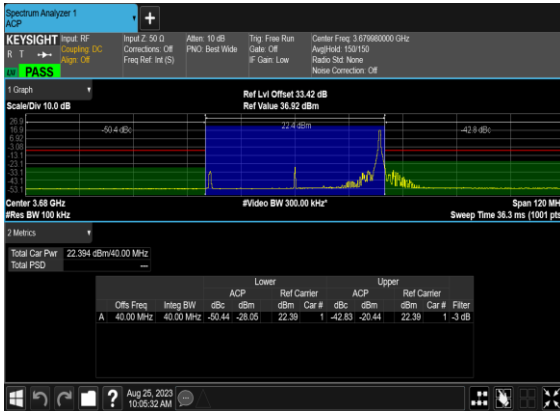 Spectrum Analyzer 1
ACP
+
KEYSIGHT Input: RF Input Z: 50 Ω Atten: 10 dB Trig: Free Run Center Freq: 3.679980000 GHz
R T Coupling: DC Corrections: Off PNO: Best Wide Gate: Off Avg|Hold: 150/150
Align: Off Freq Ref: Int (S) IF Gain: Low Radio Std: None
PASS Noise Correction: Off
1 Graph
Ref Lvl Offset 33.42 dB
Scale/Div 10.0 dB Ref Value 36.92 dBm
26.9
16.9 -50.4 dBc 22.4 dBm -42.8 dBc
6.92
-3.08
-13.1
-23.1
-33.1
-43.1
-53.1
Center 3.68 GHz #Video BW 300.00 kHz* Span 120 MH
#Res BW 100 kHz Sweep Time 36.3 ms (1001 pts
2 Metrics
Total Car Pwr 22.394 dBm/40.00 MHz
Total PSD ---
Lower Upper
ACP Ref Carrier ACP Ref Carrier
Offs Freq Integ BW dBc dBm dBm Car # dBc dBm dBm Car # Filter
A 40.00 MHz 40.00 MHz -50.44 -28.05 22.39 1 -42.83 -20.44 22.39 1 -3 dB
? Aug 25, 2023
10:05:32 AM